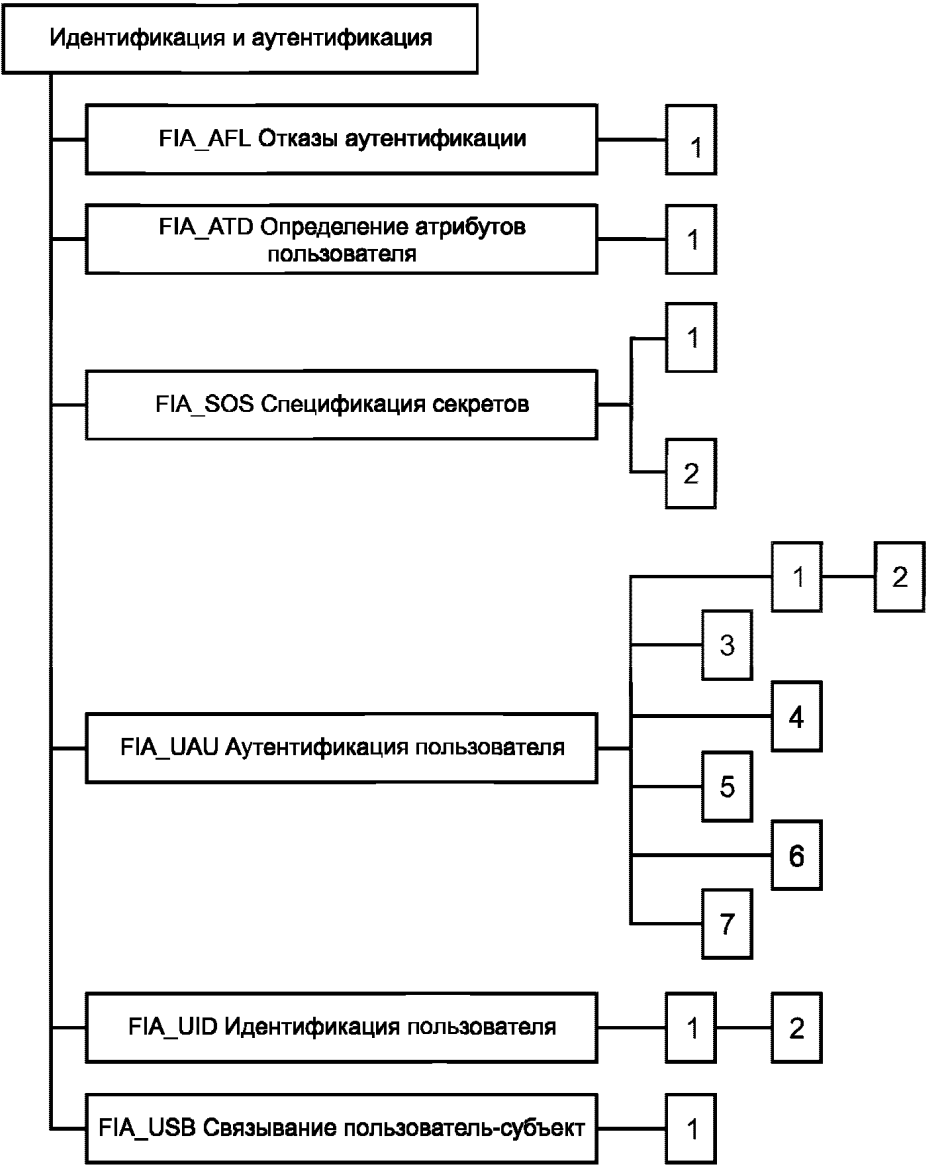 Идентификация и аутентификация
FIA_AFL Отказы аутентификации
1
FIA_ATD Определение атрибутов
пользователя
1
1
FIA_SOS Спецификация секретов
2
1
2
3
4
FIA_UAU Аутентификация пользователя
5
6
7
FIA_UID Идентификация пользователя
1
2
FIA_USB Связывание пользователь-субъект
1